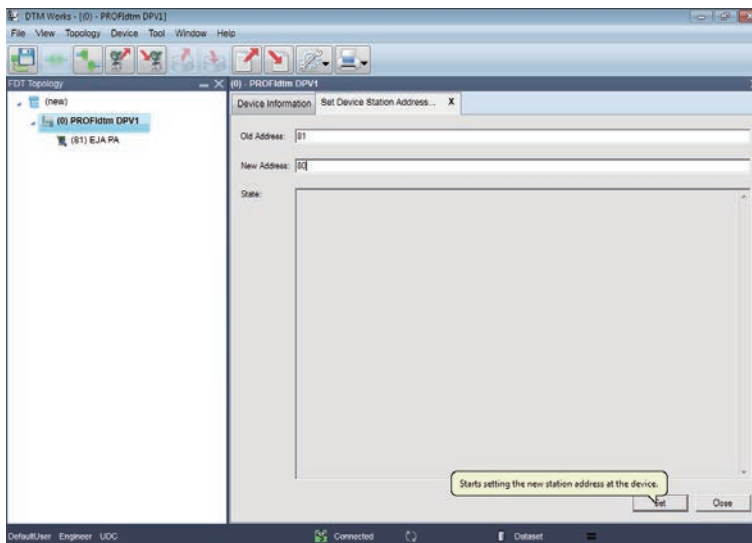 DTM Works - [(0) - PROFIdtm DPV1]
File View Topology Device Tool Window Help
FDT Topology
(0) - PROFIdtm DPV1
(new)
(0) PROFIdtm DPV1
(81) EJA PA
Device Information
Set Device Station Address... X
Old Address: 81
New Address: 80
State:
Starts setting the new station address at the device.
Set
Close
DefaultUser Engineer UDC
Connected
Dataset